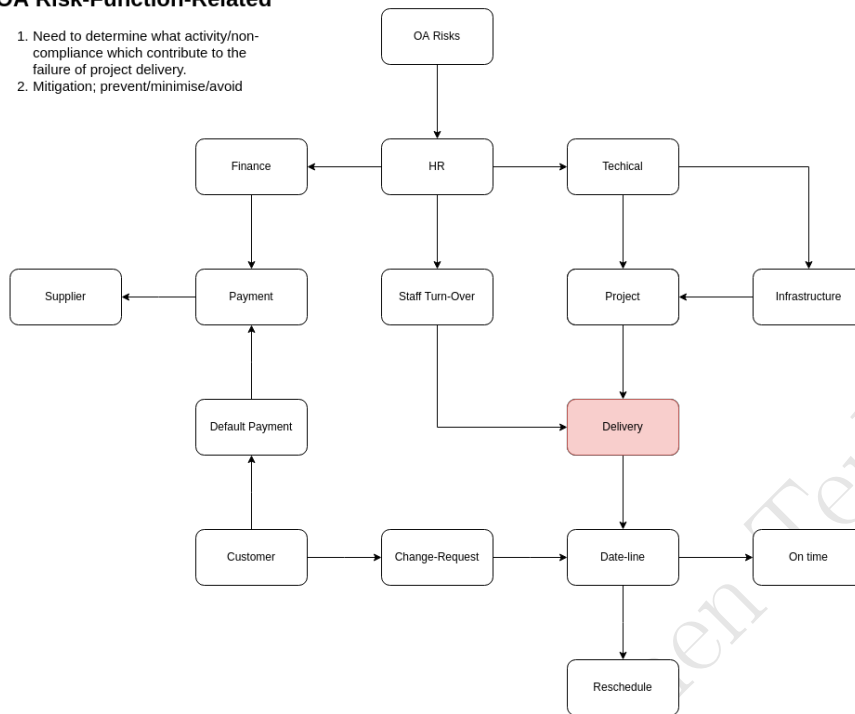 OA Risk-Function-Related
1. Need to determine what activity/non-
compliance which contribute to the
failure of project delivery.
2. Mitigation; prevent/minimise/avoid
OA Risks
Finance
HR
Techical
Supplier
Payment
Staff Turn-Over
Project
Infrastructure
Default Payment
Delivery
Customer
Change-Request
Date-line
On time
Reschedule